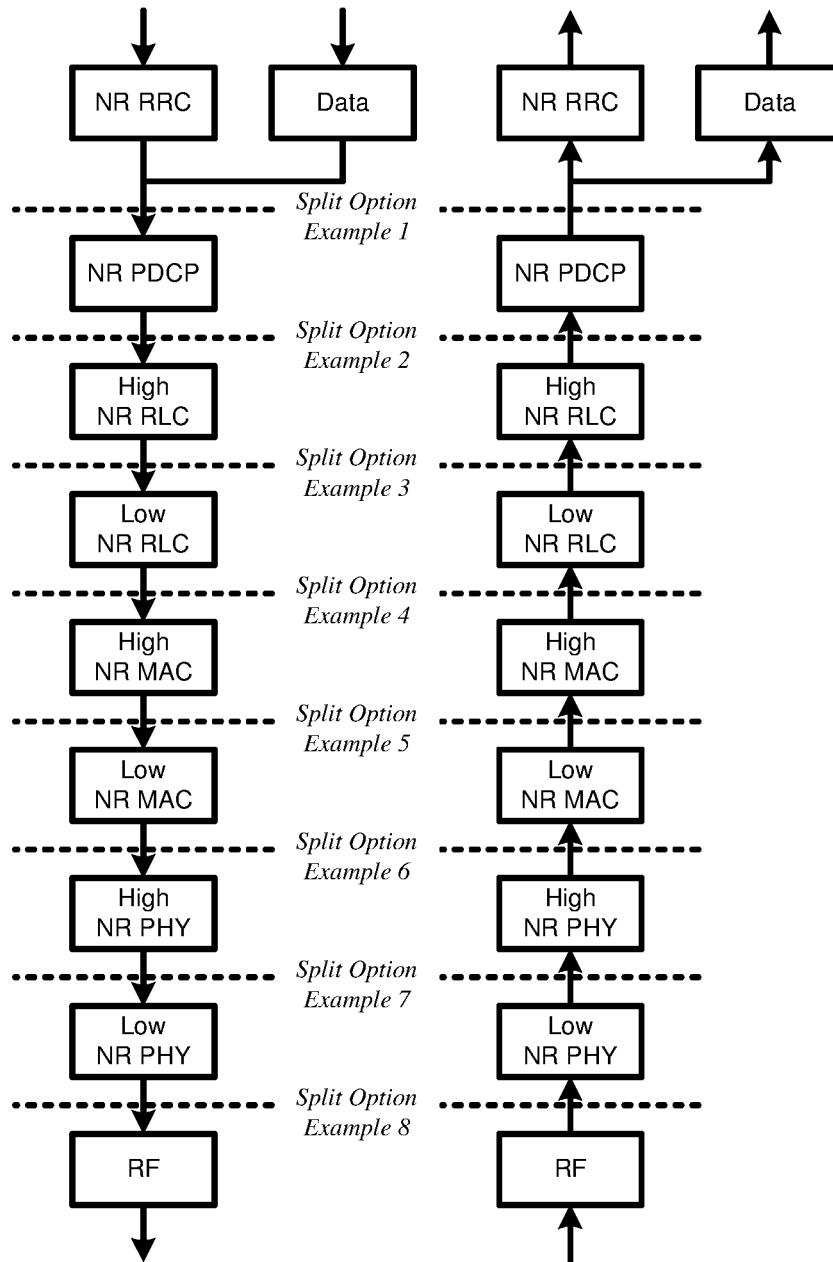 NR RRC
Data
NR RRC
Data
Split Option
Example 1
NR PDCP
NR PDCP
Split Option
Example 2
High
NR RLC
High
NR RLC
Split Option
Example 3
Low
NR RLC
Low
NR RLC
Split Option
Example 4
High
NR MAC
High
NR MAC
Split Option
Example 5
Low
NR MAC
Low
NR MAC
Split Option
Example 6
High
NR PHY
High
NR PHY
Split Option
Example 7
Low
NR PHY
Low
NR PHY
Split Option
Example 8
RF
RF